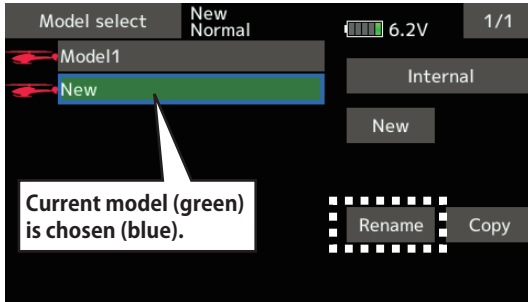 Model select
New
Normal
6.2V
1/1
Model1
New
Internal
New
Current model (green)
is chosen (blue).
Rename
Copy